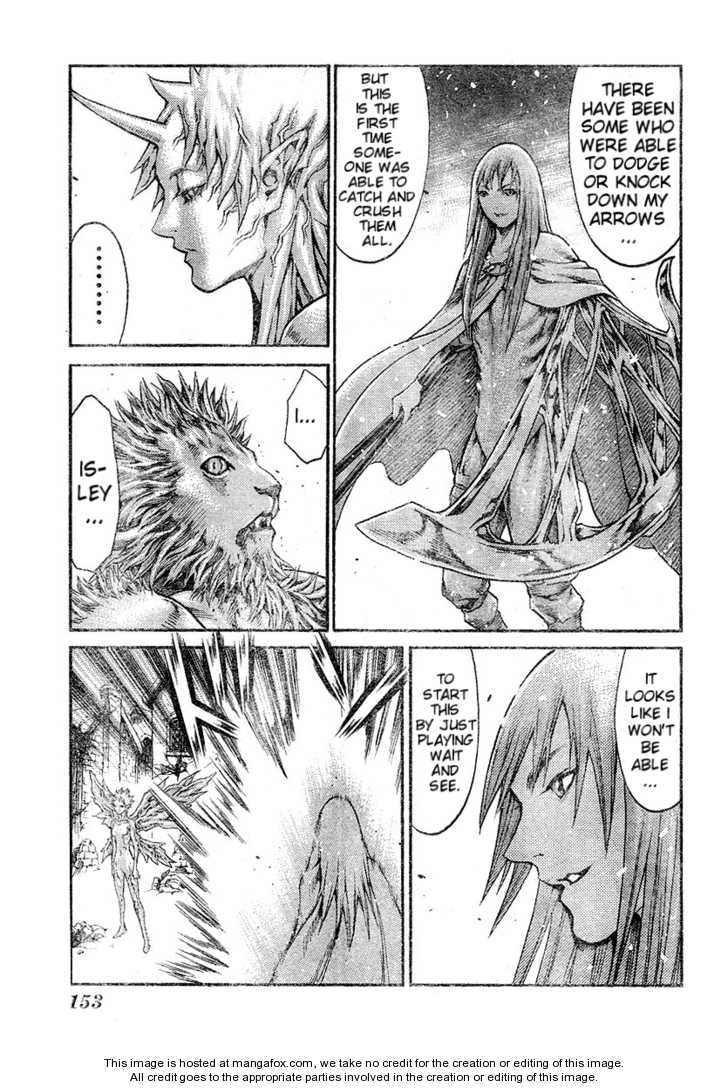 THERE
HAVE BEEN
SOME WHO
WERE ABLE
TO DODGE
OR KNOCK
DOWN MY
ARROWS
...
BUT
THIS
IS THE
FIRST
TIME
SOME-
ONE WAS
ABLE TO
CATCH AND
CRUSH
THEM
ALL.
........
I...
IS-
LEY
...
IT
LOOKS
LIKE I
WON'T
BE
ABLE
...
TO
START
THIS
BY JUST
PLAYING
WAIT
AND
SEE.
153
This image is hosted at mangafox.com, we take no credit for the creation or editing of this image.
All credit goes to the appropriate parties involved in the creation or editing of this image.